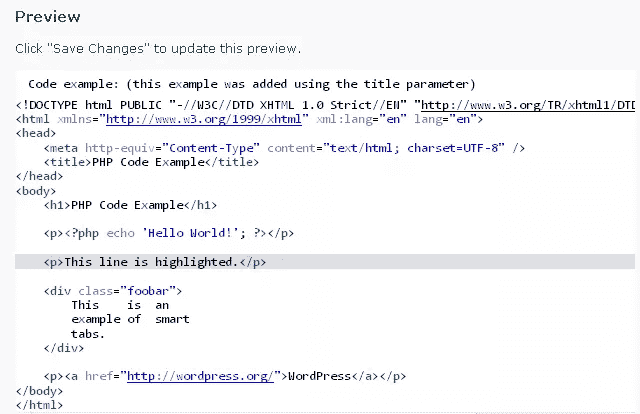 Preview
Click "Save Changes" to update this preview.
Code example: (this example was added using the title parameter)
<!DOCTYPE html PUBLIC "-//W3C//DTD XHTML 1.0 Strict//EN" "http://www.w3.org/TR/xhtml1/DTD
<html xmlns="http://www.w3.org/1999/xhtml" xml:lang="en" lang="en">
<head>
    <meta http-equiv="Content-Type" content="text/html; charset=UTF-8" />
    <title>PHP Code Example</title>
</head>
<body>
    <h1>PHP Code Example</h1>
    <p><?php echo 'Hello World!'; ?></p>
    <p>This line is highlighted.</p>
    <div class="foobar">
        This    is  an
        example of  smart
        tabs.
    </div>
    <p><a href="http://wordpress.org/">WordPress</a></p>
</body>
</html>